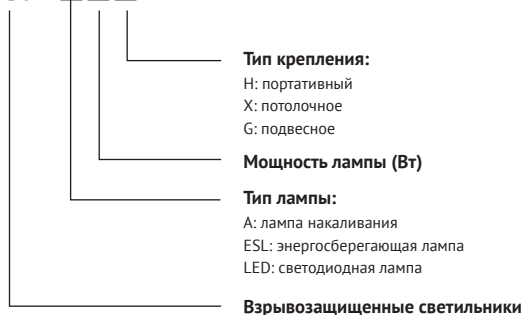 Тип крепления:
H: портативный
X: потолочное
G: подвесное
Мощность лампы (Вт)
Тип лампы:
A: лампа накаливания
ESL: энергосберегающая лампа
LED: светодиодная лампа
Взрывозащищенные светильники